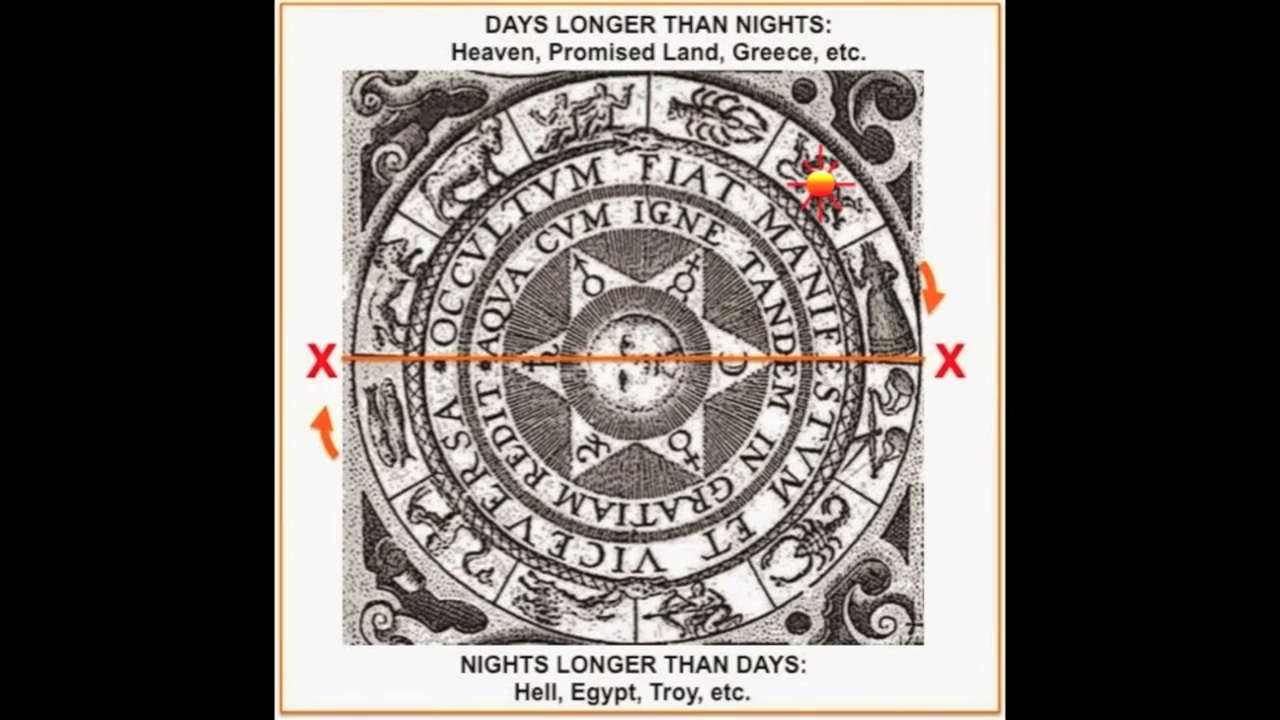 DAYS LONGER THAN NIGHTS:
Heaven, Promised Land, Greece, etc.
FIAT MANIFESTVM ET VICEVERSA • OCCVLTVM
IGNE TANDEM IN GRATIAM REDIT • AQVA CVM
X
X
NIGHTS LONGER THAN DAYS:
Hell, Egypt, Troy, etc.